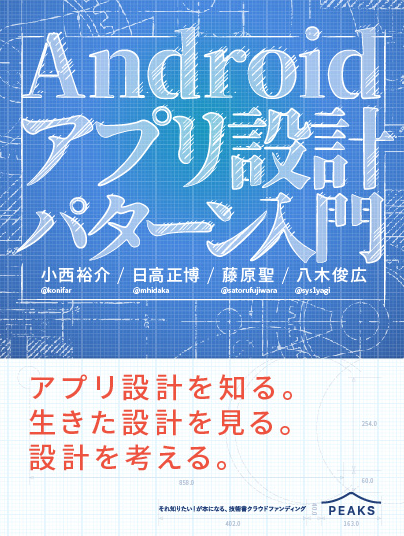 Android
アプリ設計
パターン入門
小西裕介 / 日高正博 / 藤原聖 / 八木俊広
@konifar @mhidaka @satorufujiwara @sys1yagi
アプリ設計を知る。
生きた設計を見る。
設計を考える。
254.0
858.0
60.0
それ知りたい!が本になる、技術書クラウドファンディング
PEAKS
40.0
402.0
163.0